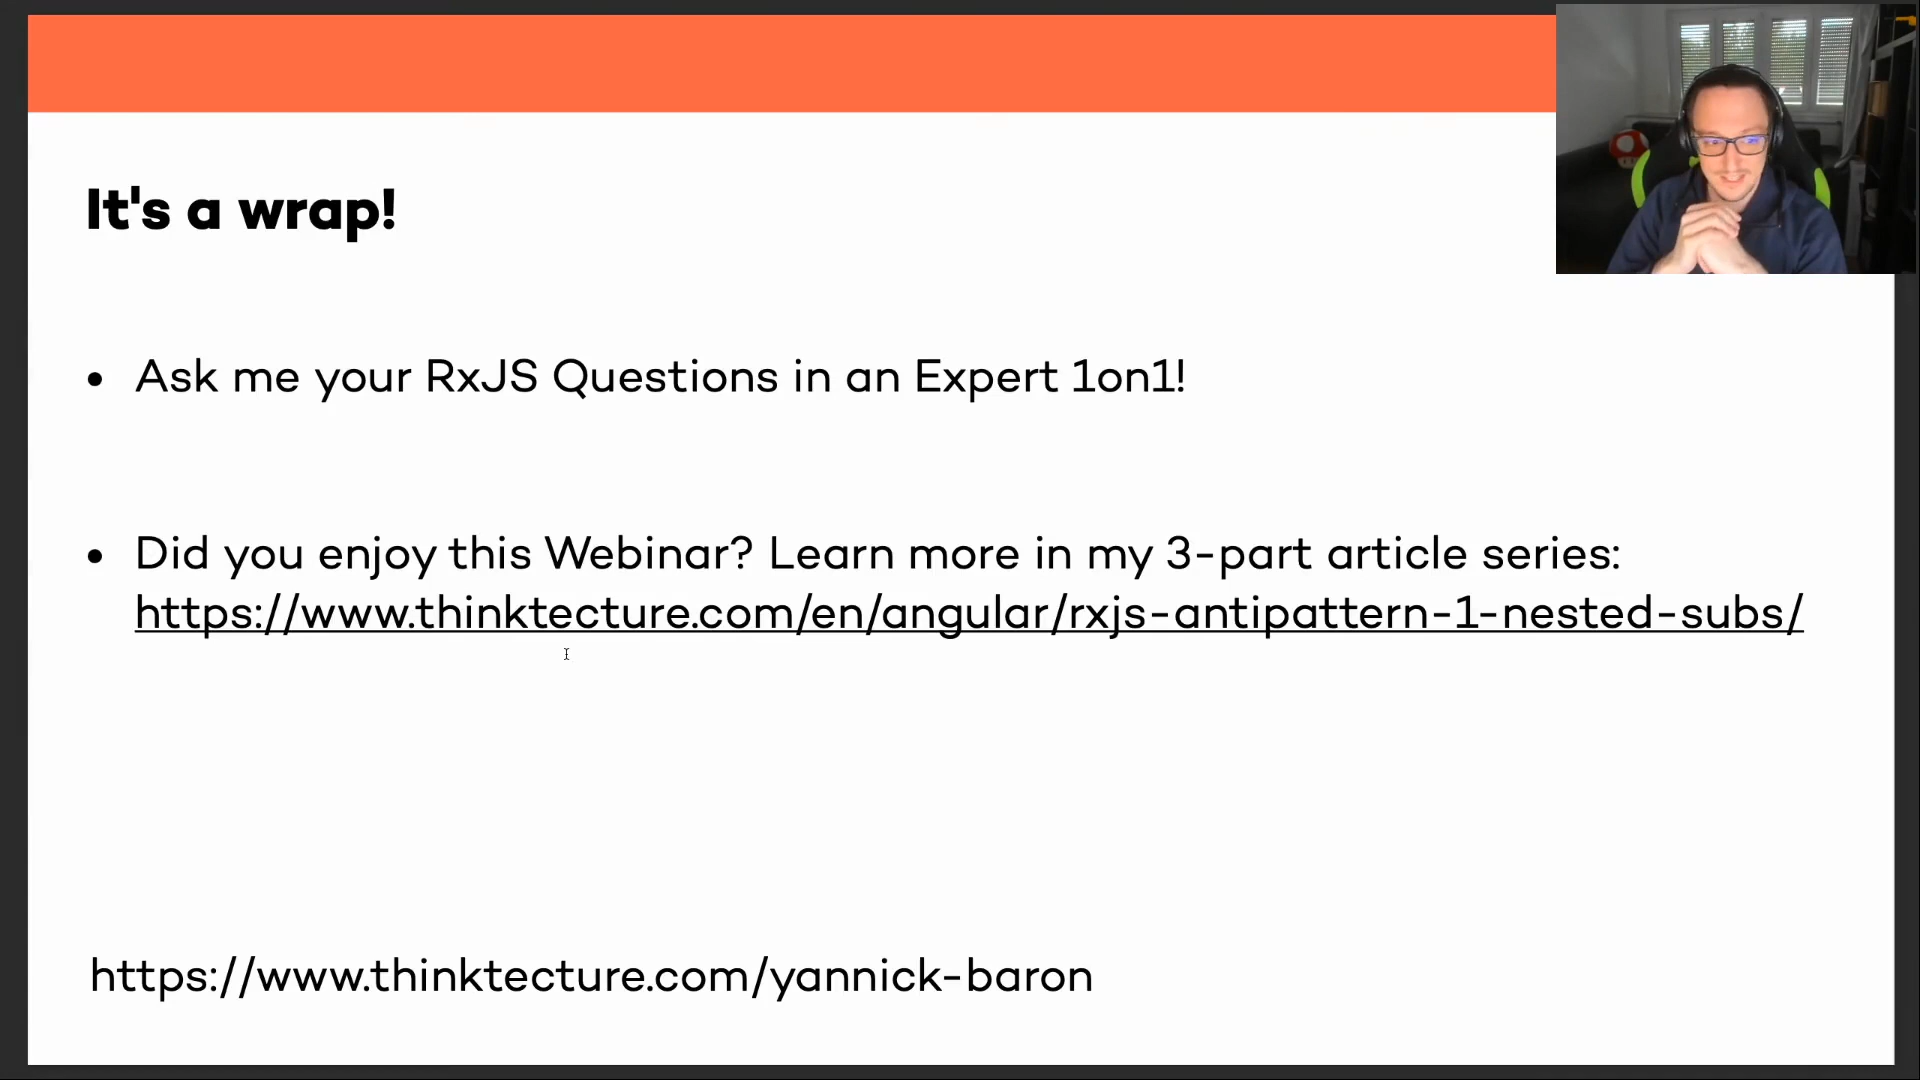 It's a wrap!
• Ask me your RxJS Questions in an Expert 1on1!
• Did you enjoy this Webinar? Learn more in my 3-part article series:
https://www.thinktecture.com/en/angular/rxjs-antipattern-1-nested-subs/
https://www.thinktecture.com/yannick-baron